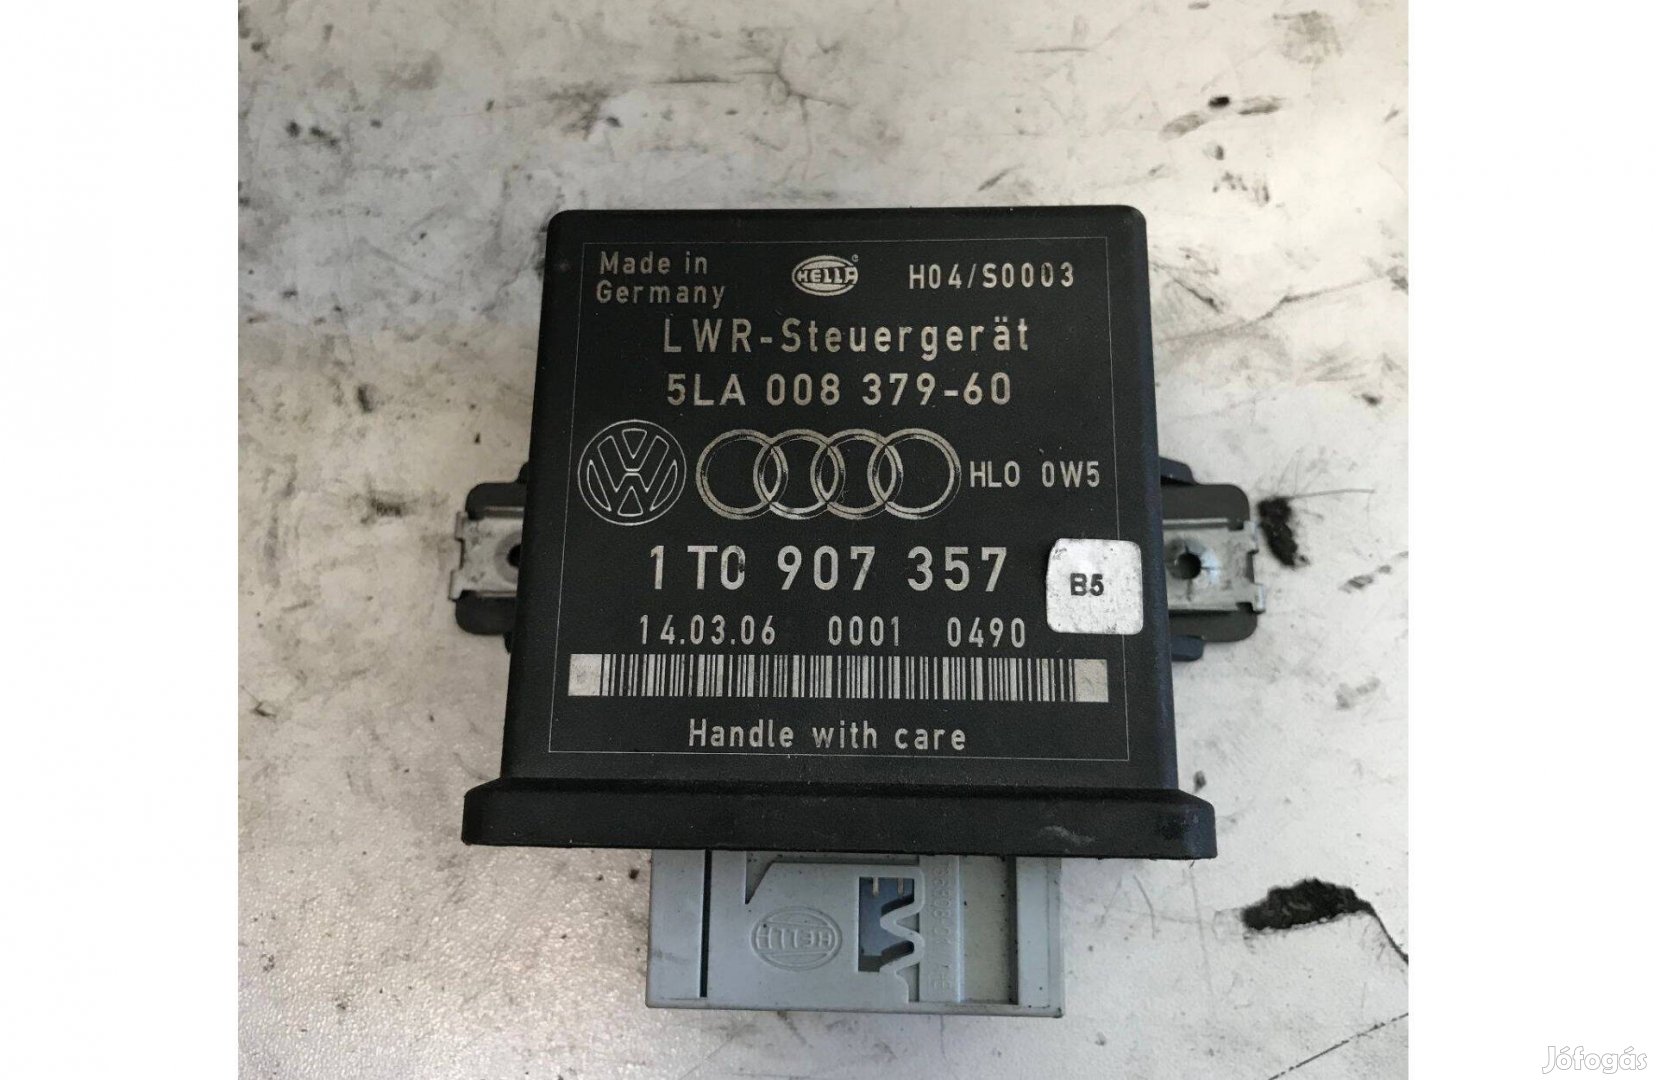 Made in
Germany
HELLA
H04/S0003
LWR-Steuergerät
5LA 008 379-60
HL0 0W5
1T0 907 357
B5
14.03.06 0001 0490
Handle with care
HELLA
Jófogás